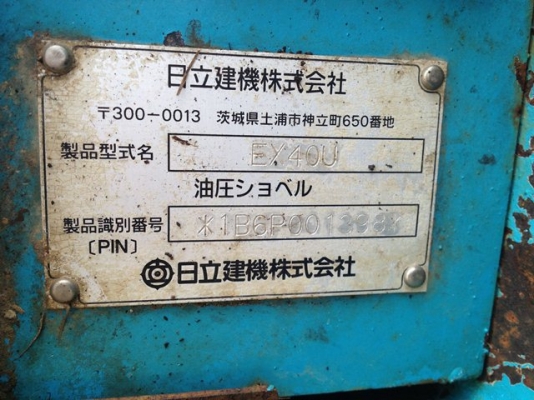 日立建機株式会社
〒300-0013 茨城県土浦市神立町650番地
製品型式名 EX40U
油圧ショベル
製品識別番号
〔PIN〕
日立建機株式会社